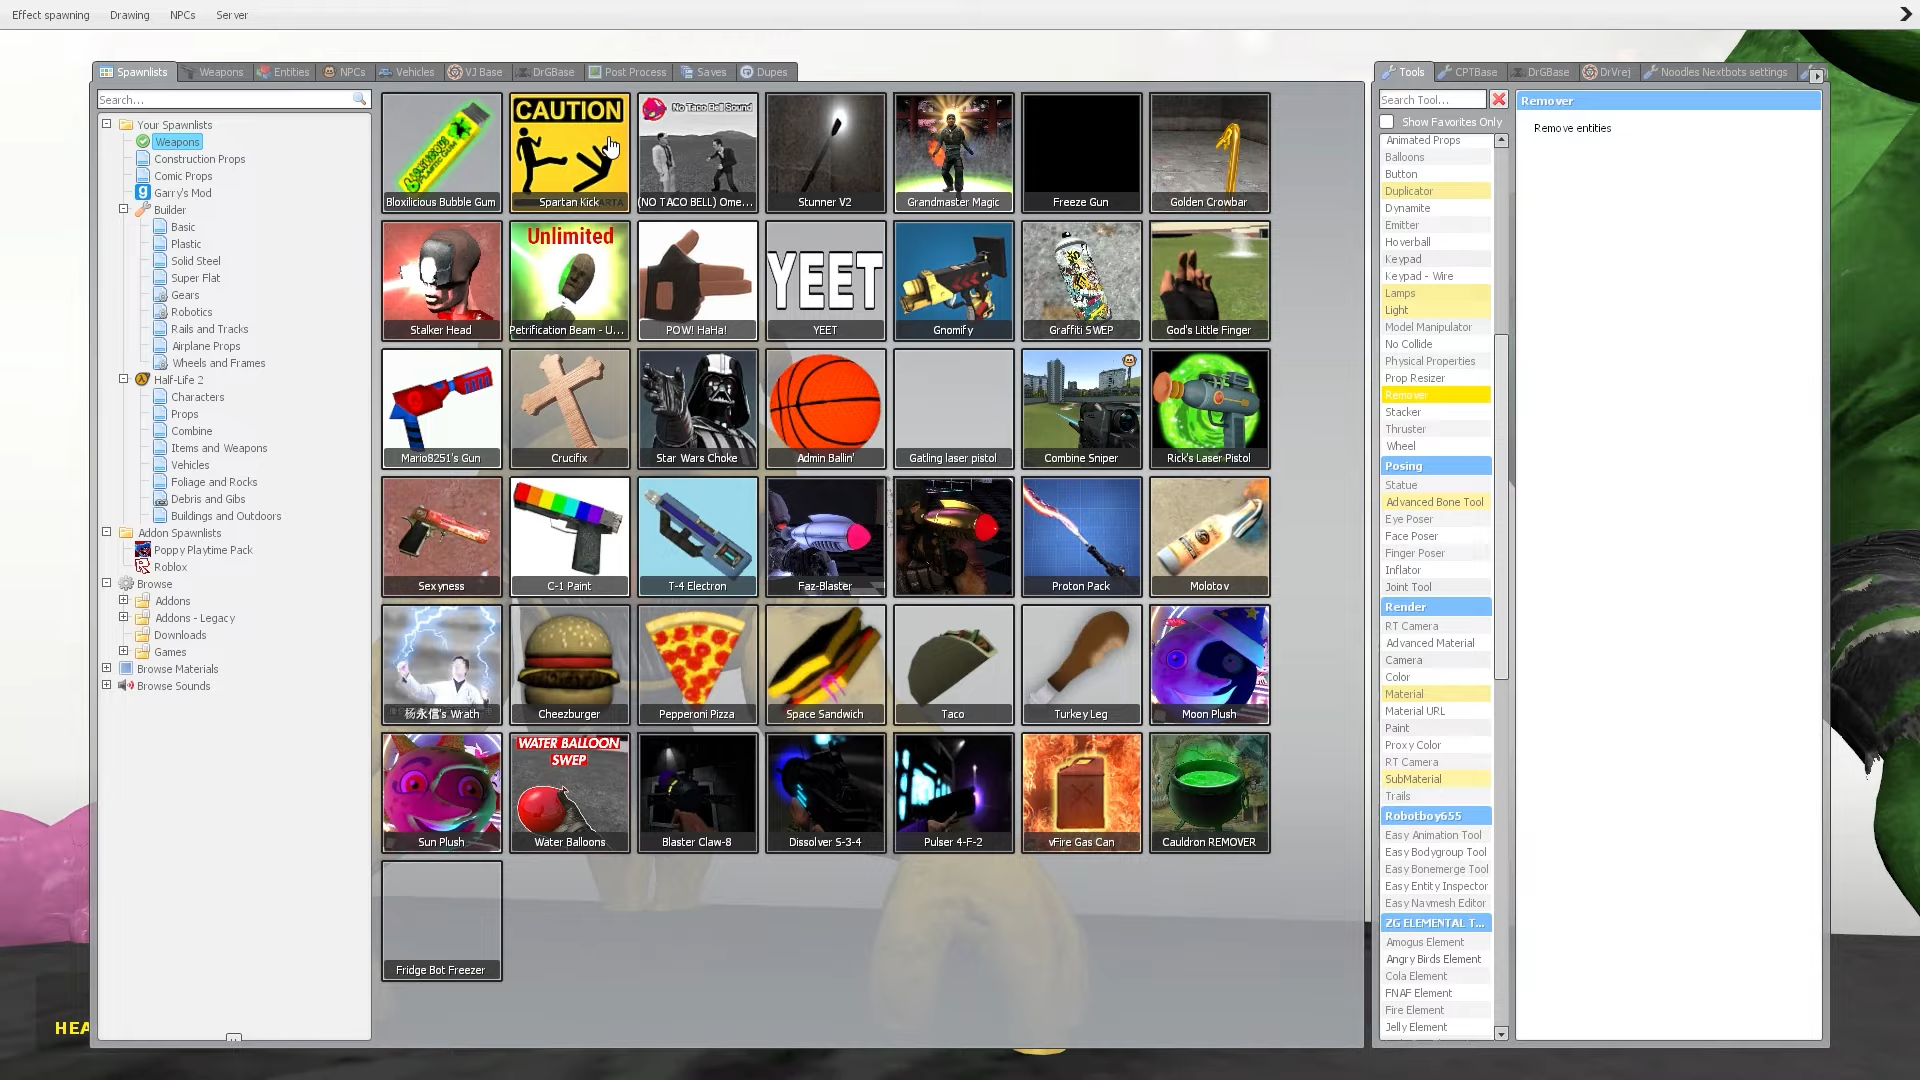 Effect spawning Drawing NPCs Server
Spawnlists Weapons Entities NPCs Vehicles VJ Base DrGBase Post Process Saves Dupes
Search...
Your Spawnlists
Weapons
Construction Props
Comic Props
Garry's Mod
Builder
Basic
Plastic
Solid Steel
Super Flat
Gears
Robotics
Rails and Tracks
Airplane Props
Wheels and Frames
Half-Life 2
Characters
Props
Combine
Items and Weapons
Vehicles
Foliage and Rocks
Debris and Gibs
Buildings and Outdoors
Addon Spawnlists
Poppy Playtime Pack
Roblox
Browse
Addons
Addons - Legacy
Downloads
Games
Browse Materials
Browse Sounds
CAUTION
No Taco Bell Sound
Bloxilicious Bubble Gum Spartan Kick (NO TACO BELL) Ome... Stunner V2 Grandmaster Magic Freeze Gun Golden Crowbar
Unlimited
YEET
Stalker Head Petrification Beam - U... POW! HaHa! YEET Gnomify Graffiti SWEP God's Little Finger
Mario8251's Gun Crucifix Star Wars Choke Admin Ballin' Gatling laser pistol Combine Sniper Rick's Laser Pistol
Sexyness C-1 Paint T-4 Electron Faz-Blaster Proton Pack Molotov
杨永信's Wrath Cheezburger Pepperoni Pizza Space Sandwich Taco Turkey Leg Moon Plush
WATER BALLOON
SWEP
Sun Plush Water Balloons Blaster Claw-8 Dissolver S-3-4 Pulser 4-F-2 vFire Gas Can Cauldron REMOVER
Fridge Bot Freezer
HEA
Tools CPTBase DrGBase DrVrej Noodles Nextbots settings
Search Tool...
Show Favorites Only
Animated Props
Balloons
Button
Duplicator
Dynamite
Emitter
Hoverball
Keypad
Keypad - Wire
Lamps
Light
Model Manipulator
No Collide
Physical Properties
Prop Resizer
Remover
Stacker
Thruster
Wheel
Posing
Statue
Advanced Bone Tool
Eye Poser
Face Poser
Finger Poser
Inflator
Joint Tool
Render
RT Camera
Advanced Material
Camera
Color
Material
Material URL
Paint
Proxy Color
RT Camera
SubMaterial
Trails
Robotboy655
Easy Animation Tool
Easy Bodygroup Tool
Easy Bonemerge Tool
Easy Entity Inspector
Easy Navmesh Editor
ZG ELEMENTAL T...
Amogus Element
Angry Birds Element
Cola Element
FNAF Element
Fire Element
Jelly Element
Remover
Remove entities